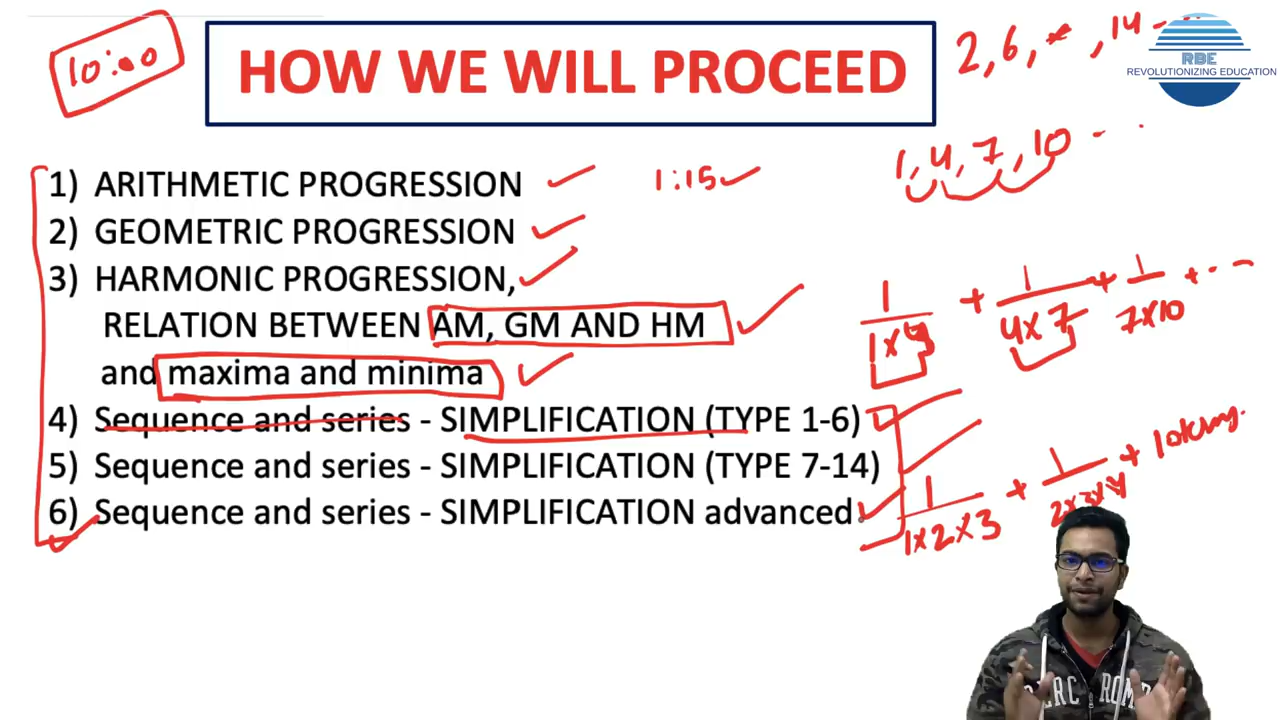 10:00
HOW WE WILL PROCEED
2, 6, , 14 - -
RBE
REVOLUTIONIZING EDUCATION
1, 4, 7, 10 - -
1) ARITHMETIC PROGRESSION
1:15
2) GEOMETRIC PROGRESSION
3) HARMONIC PROGRESSION,
RELATION BETWEEN AM, GM AND HM
and maxima and minima
1/1×4 + 1/4×7 + 1/7×10 + - -
4) Sequence and series - SIMPLIFICATION (TYPE 1-6)
5) Sequence and series - SIMPLIFICATION (TYPE 7-14)
6) Sequence and series - SIMPLIFICATION advanced.
1/1×2×3 + 1/2×3×4 + 10